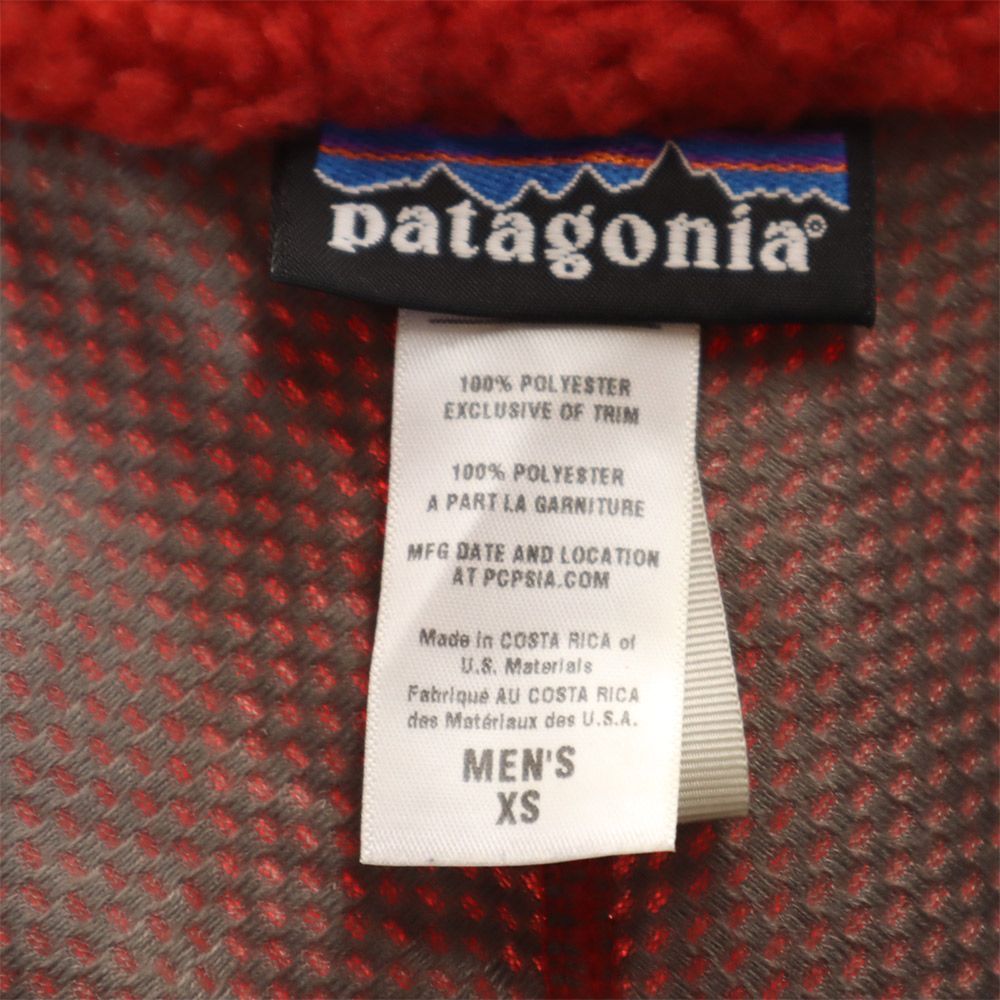 patagonia®
100% POLYESTER
EXCLUSIVE OF TRIM
100% POLYESTER
A PART LA GARNITURE
MFG DATE AND LOCATION
AT PCPSIA.COM
Made in COSTA RICA of
U.S. Materials
Fabriqué AU COSTA RICA
des Matériaux des U.S.A.
MEN'S
XS